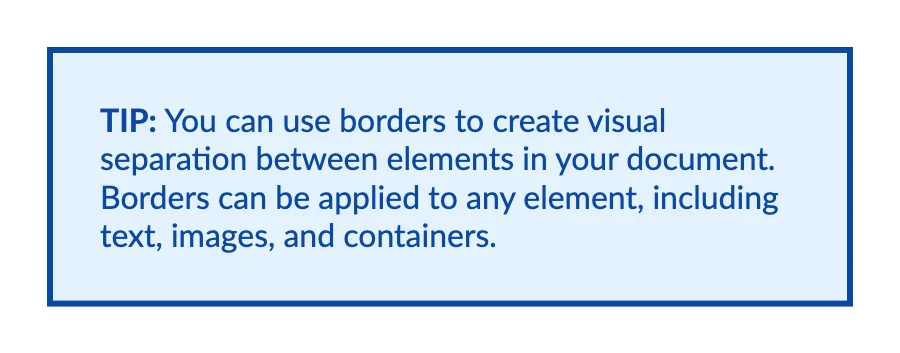 TIP: You can use borders to create visual
separation between elements in your document.
Borders can be applied to any element, including
text, images, and containers.